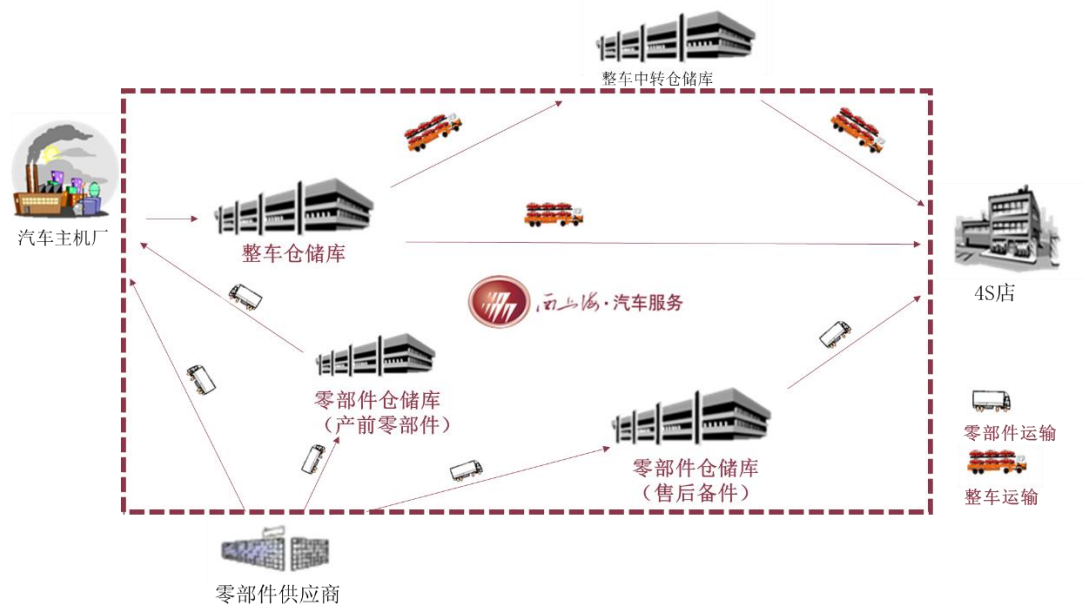 整车中转仓储库
汽车主机厂
整车仓储库
4S店
西上海·汽车服务
零部件仓储库
（产前零部件）
零部件仓储库
（售后备件）
零部件运输
整车运输
零部件供应商